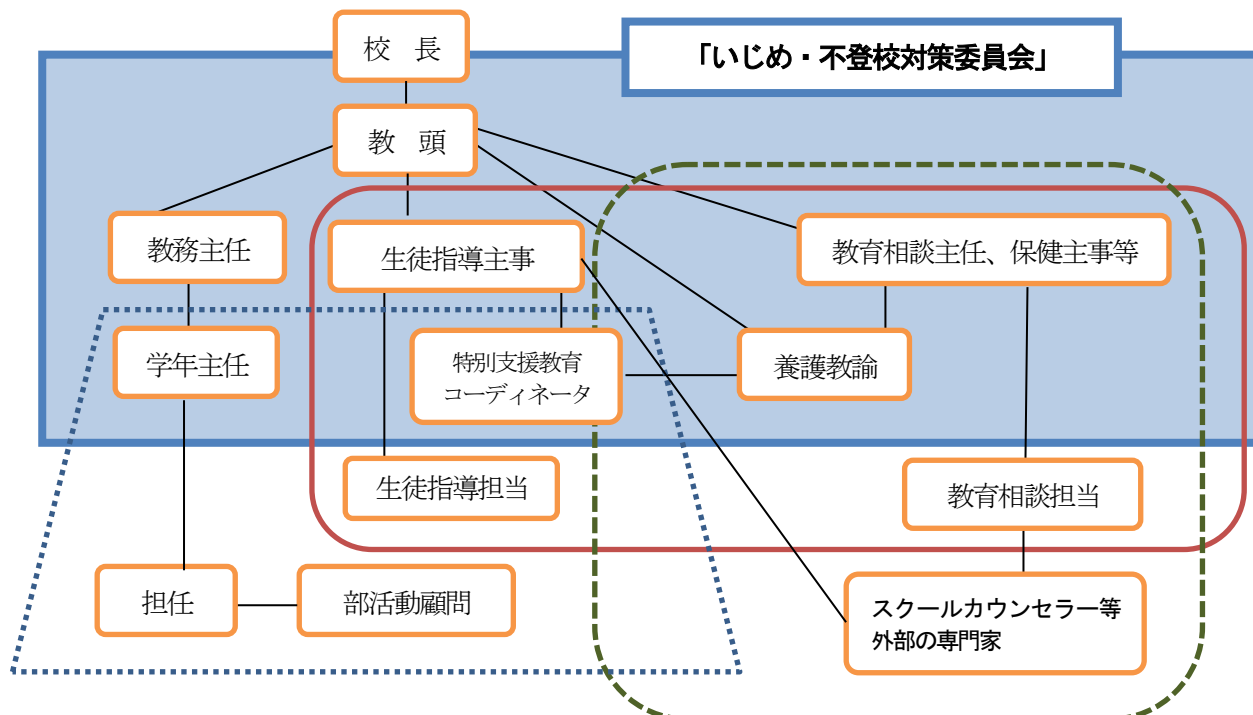 校　長
「いじめ・不登校対策委員会」
教　頭
教務主任
生徒指導主事
教育相談主任、保健主事等
学年主任
特別支援教育
コーディネータ
養護教諭
生徒指導担当
教育相談担当
担任
部活動顧問
スクールカウンセラー等
外部の専門家